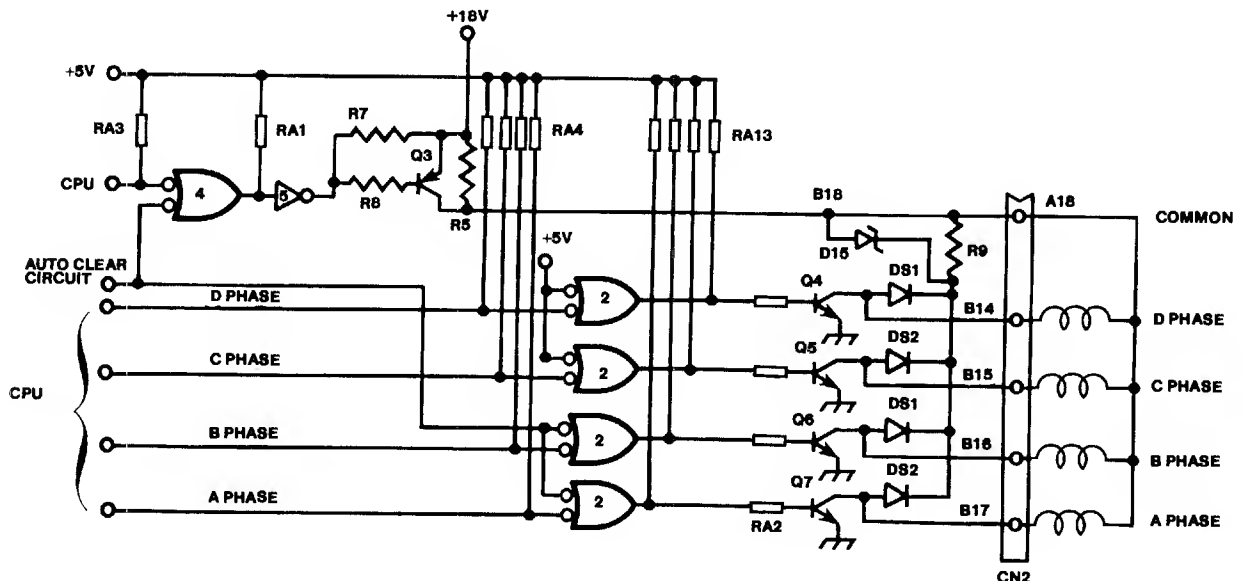 +18V
+5V
RA3
RA1
R7
Q3
RA4
RA13
CPU
4
5
R8
R5
B18
A18
COMMON
D15
R9
+5V
AUTO CLEAR
CIRCUIT
D PHASE
2
Q4
DS1
B14
D PHASE
C PHASE
2
Q5
DS2
B15
C PHASE
CPU
B PHASE
2
Q6
DS1
B16
B PHASE
A PHASE
2
Q7
DS2
RA2
B17
A PHASE
CN2